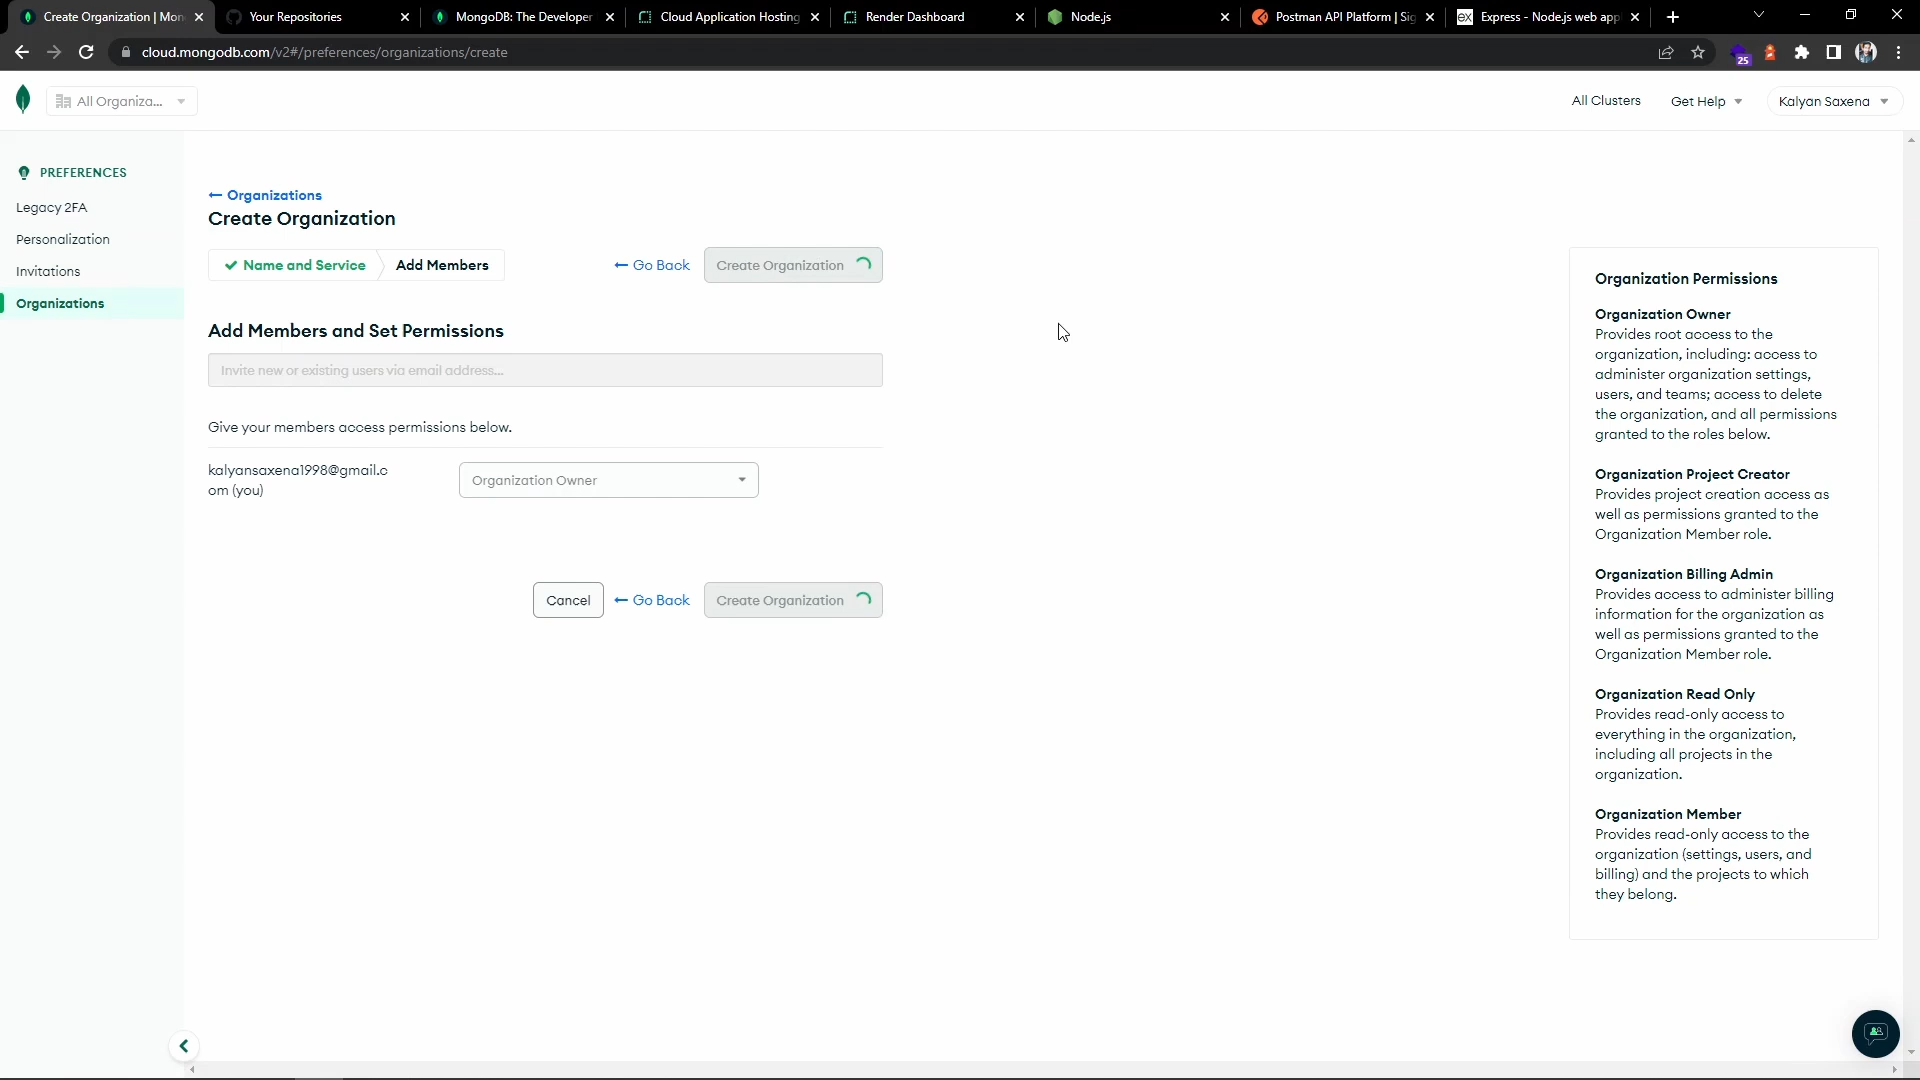 Create Organization | Mon
Your Repositories
MongoDB: The Developer
Cloud Application Hosting
Render Dashboard
Node.js
Postman API Platform | Sig
ex
Express - Node.js web app
cloud.mongodb.com/v2#/preferences/organizations/create
25
All Organiza...
All Clusters
Get Help
Kalyan Saxena
PREFERENCES
Legacy 2FA
Personalization
Invitations
Organizations
← Organizations
Create Organization
Name and Service
Add Members
← Go Back
Create Organization
Add Members and Set Permissions
Invite new or existing users via email address...
Give your members access permissions below.
kalyansaxena1998@gmail.c
om (you)
Organization Owner
Cancel
← Go Back
Create Organization
Organization Permissions
Organization Owner
Provides root access to the
organization, including: access to
administer organization settings,
users, and teams; access to delete
the organization, and all permissions
granted to the roles below.
Organization Project Creator
Provides project creation access as
well as permissions granted to the
Organization Member role.
Organization Billing Admin
Provides access to administer billing
information for the organization as
well as permissions granted to the
Organization Member role.
Organization Read Only
Provides read-only access to
everything in the organization,
including all projects in the
organization.
Organization Member
Provides read-only access to the
organization (settings, users, and
billing) and the projects to which
they belong.